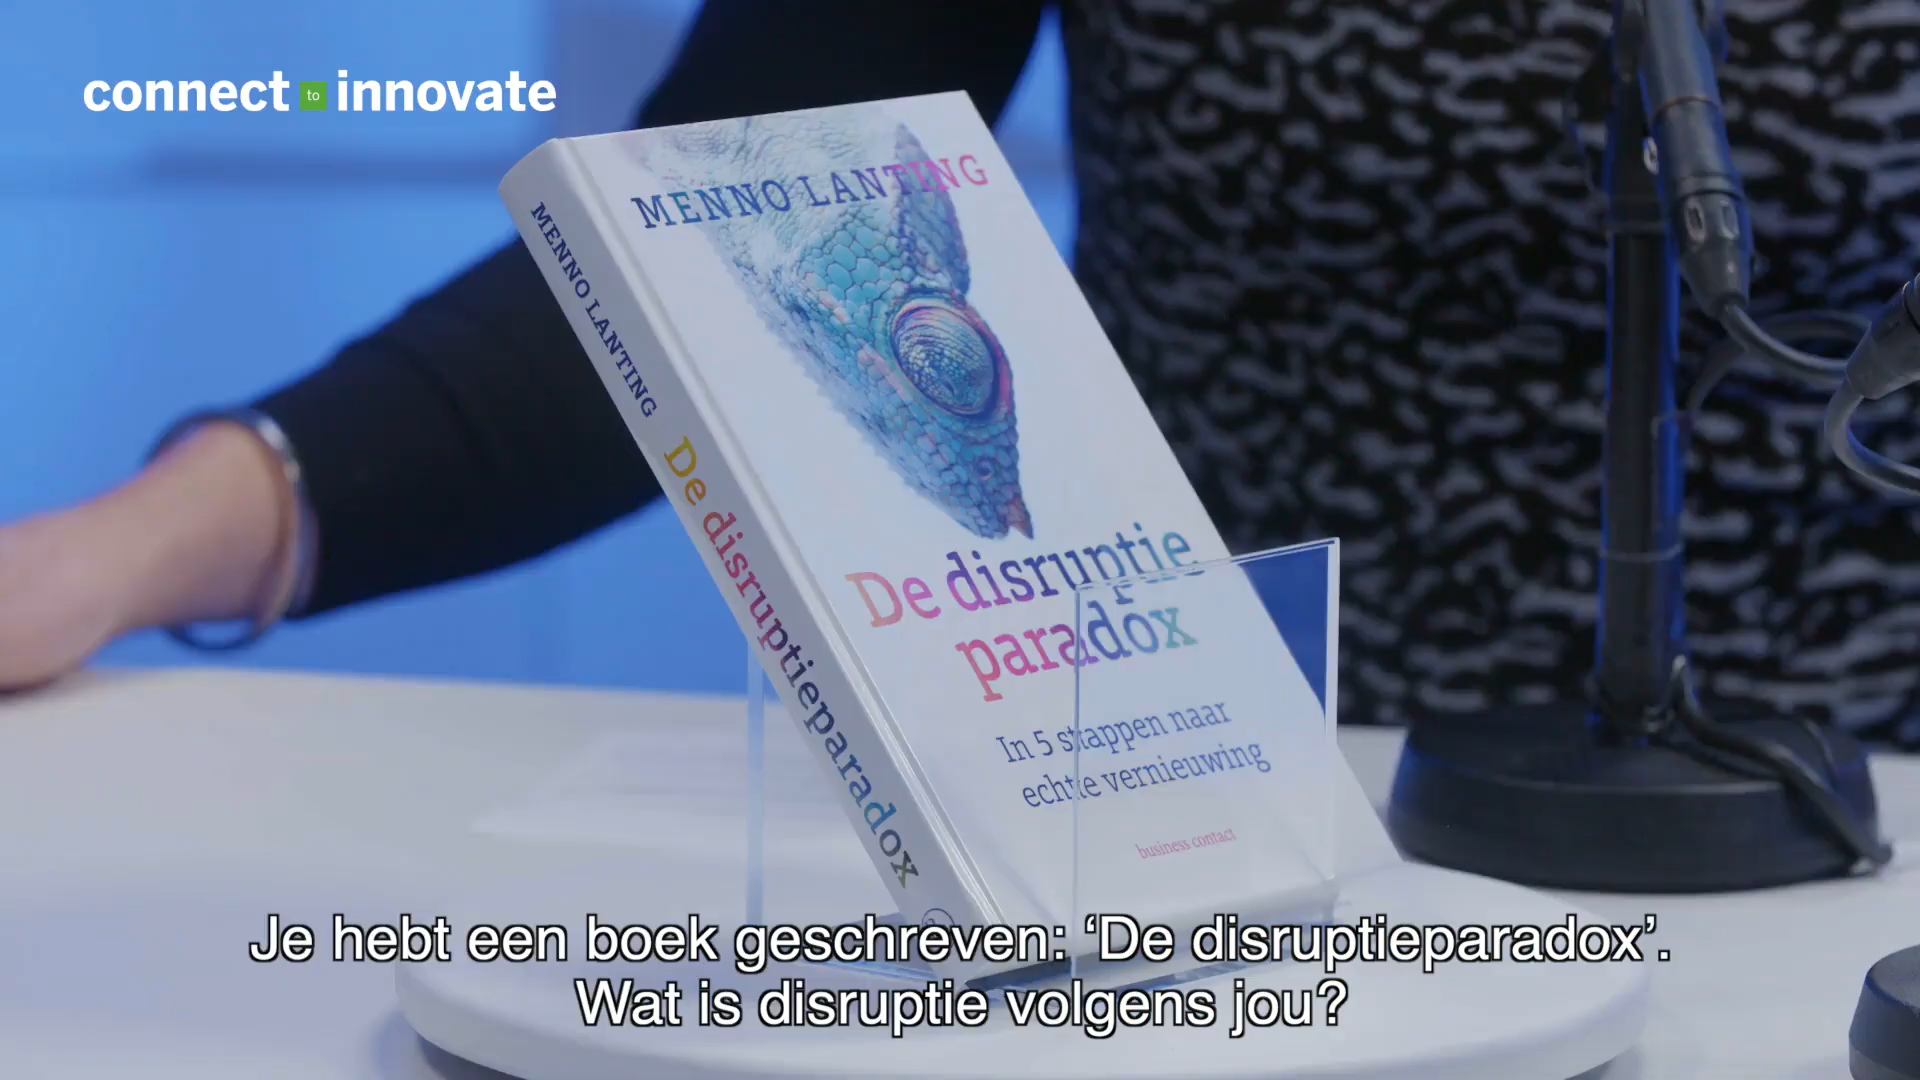 connect to innovate
MENNO LANTING
MENNO LANTING De disruptieparadox
De disruptie
paradox
In 5 stappen naar
echte vernieuwing
business contact
Je hebt een boek geschreven: ‘De disruptieparadox’.
Wat is disruptie volgens jou?